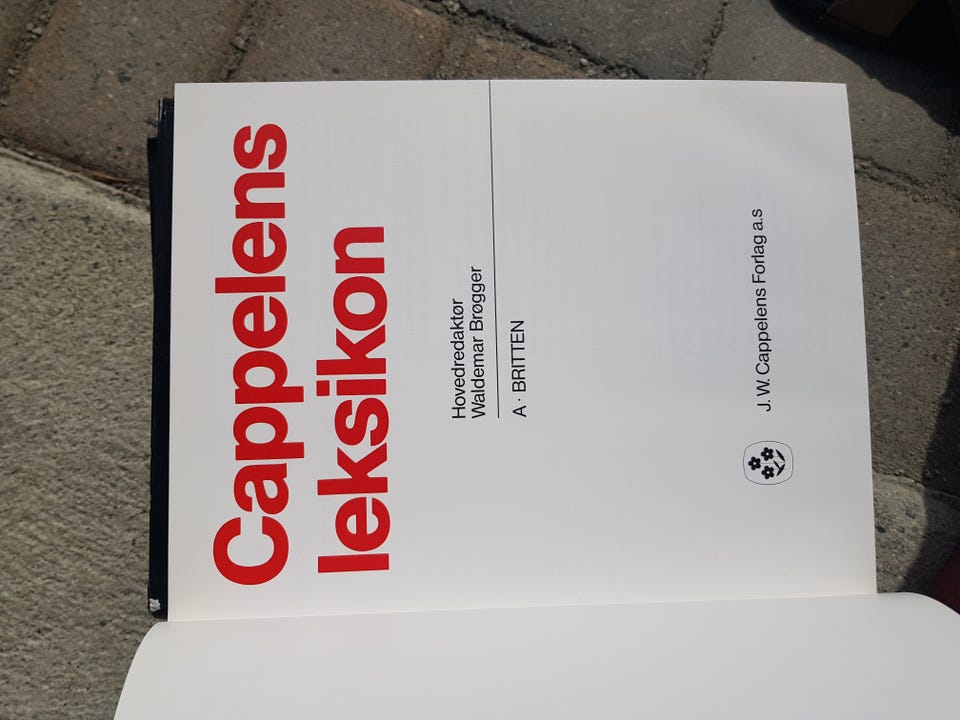 Cappelens
leksikon
Hovedredaktør
Waldemar Brøgger
A · BRITTEN
J. W. Cappelens Forlag a.s